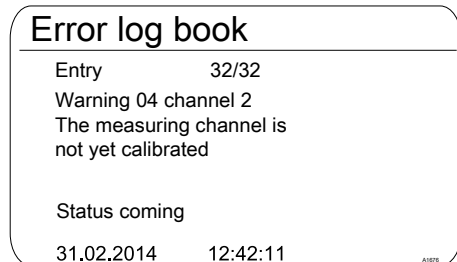 Error log book
Entry 32/32
Warning 04 channel 2
The measuring channel is
not yet calibrated
Status coming
31.02.2014 12:42:11
A1676